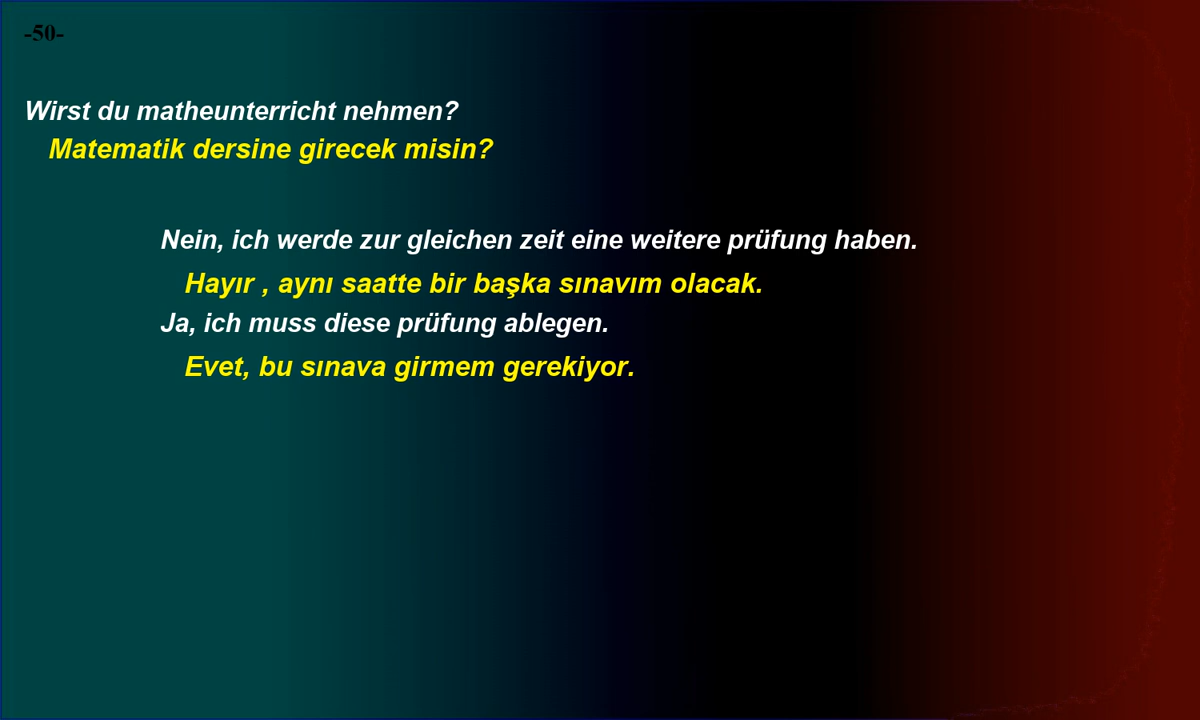 -50-
Wirst du matheunterricht nehmen?
Matematik dersine girecek misin?
Nein, ich werde zur gleichen zeit eine weitere prüfung haben.
Hayır , aynı saatte bir başka sınavım olacak.
Ja, ich muss diese prüfung ablegen.
Evet, bu sınava girmem gerekiyor.